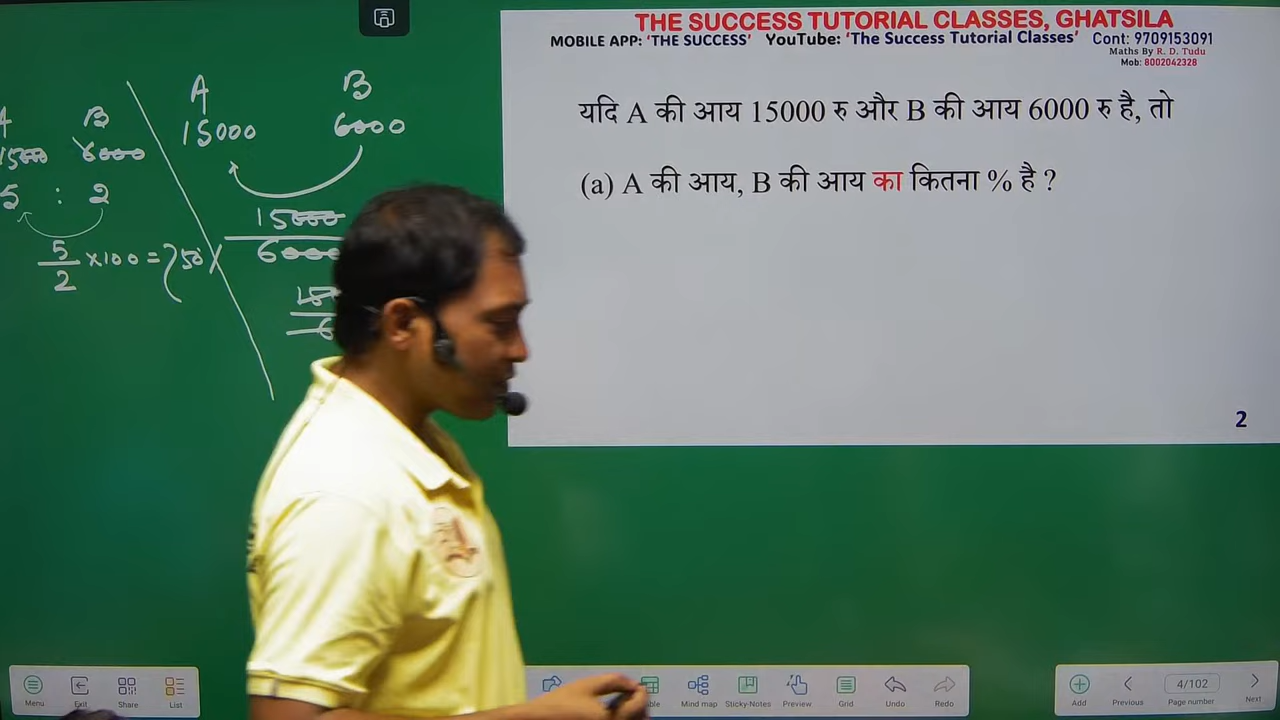 THE SUCCESS TUTORIAL CLASSES, GHATSILA
MOBILE APP: 'THE SUCCESS' YouTube: 'The Success Tutorial Classes' Cont: 9709153091
Maths By R. D. Tudu
Mob: 8002042328
यदि A की आय 15000 रु और B की आय 6000 रु है, तो
(a) A की आय, B की आय का कितना % है ?
2
A B
15000 6000
5 : 2
5/2 ×100 =
A B
15000 6000
15000
6000
Menu Exit Share List
Mind map Sticky-Notes Preview Grid Undo Redo
Add Previous 4/102 Page number Next